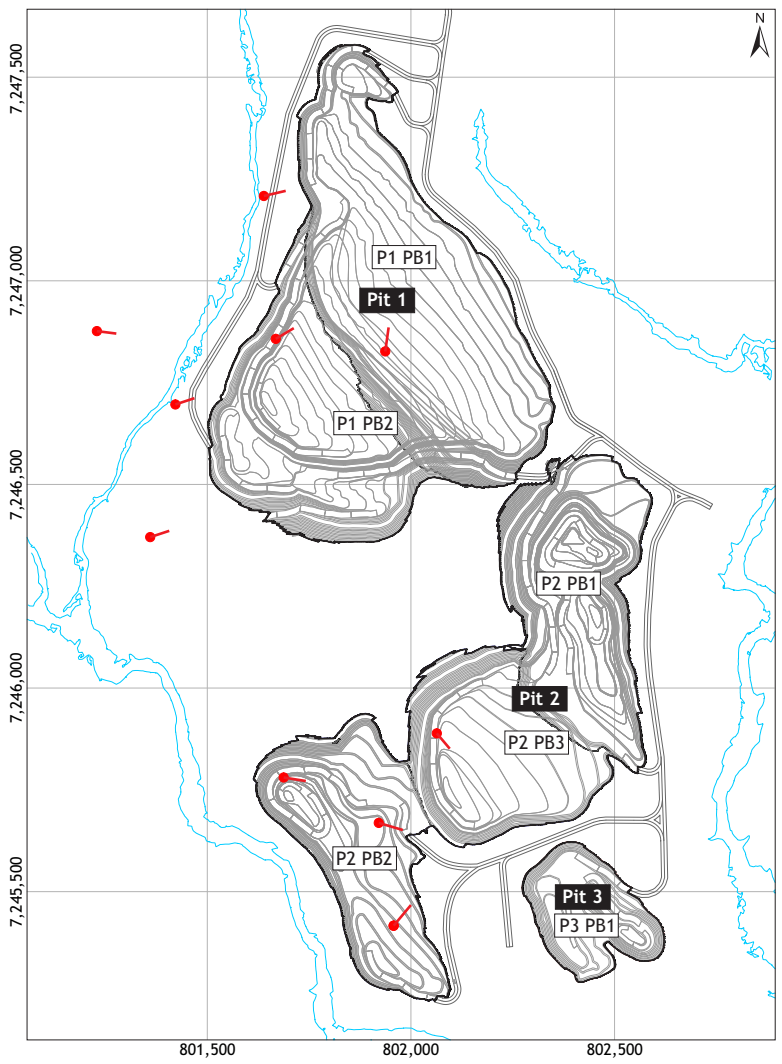 N
7,247,500
P1 PB1
7,247,000
Pit 1
P1 PB2
7,246,500
P2 PB1
7,246,000
Pit 2
P2 PB3
P2 PB2
7,245,500
Pit 3
P3 PB1
801,500
802,000
802,500